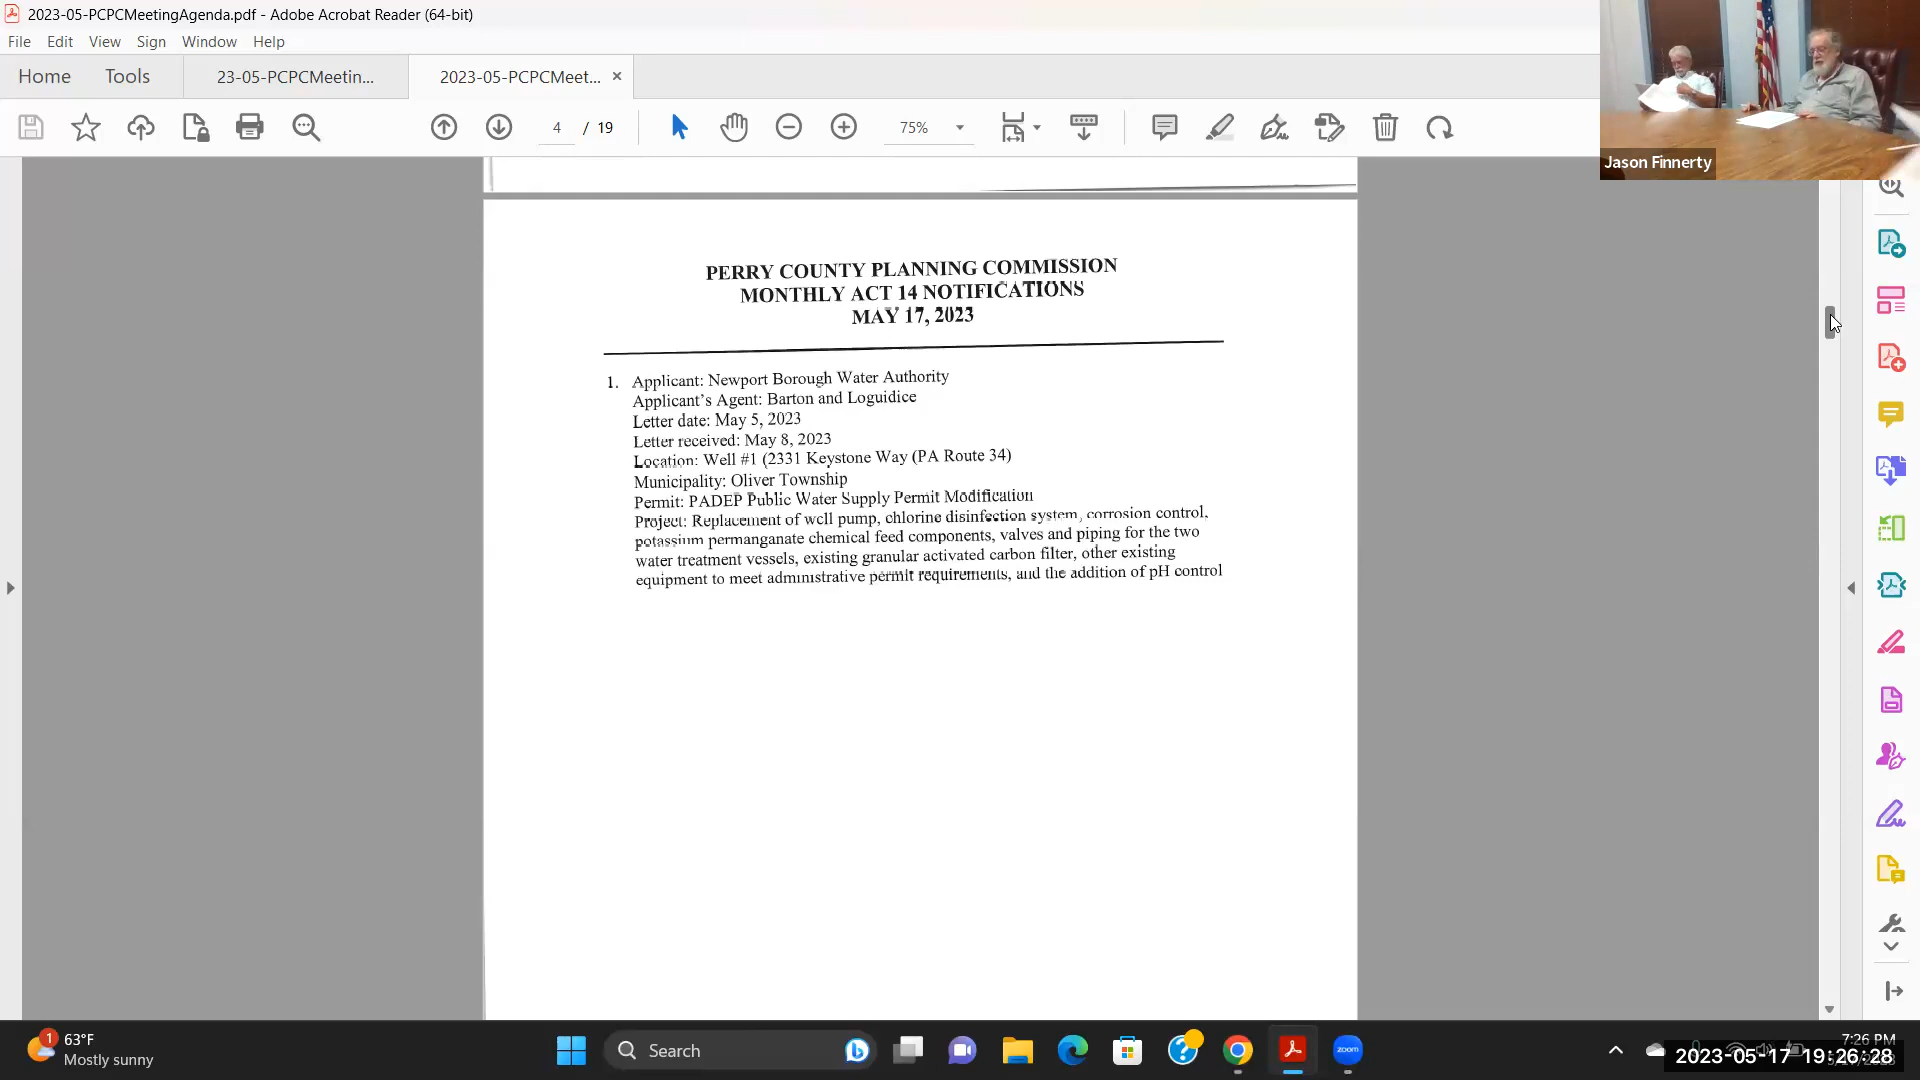 2023-05-PCPCMeetingAgenda.pdf - Adobe Acrobat Reader (64-bit)
File Edit View Sign Window Help
Home Tools 23-05-PCPCMeetin... 2023-05-PCPCMeet... ×
4 / 19 75%
Jason Finnerty
PERRY COUNTY PLANNING COMMISSION
MONTHLY ACT 14 NOTIFICATIONS
MAY 17, 2023
1. Applicant: Newport Borough Water Authority
Applicant's Agent: Barton and Loguidice
Letter date: May 5, 2023
Letter received: May 8, 2023
Location: Well #1 (2331 Keystone Way (PA Route 34)
Municipality: Oliver Township
Permit: PADEP Public Water Supply Permit Modification
Project: Replacement of well pump, chlorine disinfection system, corrosion control,
potassium permanganate chemical feed components, valves and piping for the two
water treatment vessels, existing granular activated carbon filter, other existing
equipment to meet administrative permit requirements, and the addition of pH control
1 63°F
Mostly sunny
Search
zoom
7:26 PM
2023-05-17 19:26:28